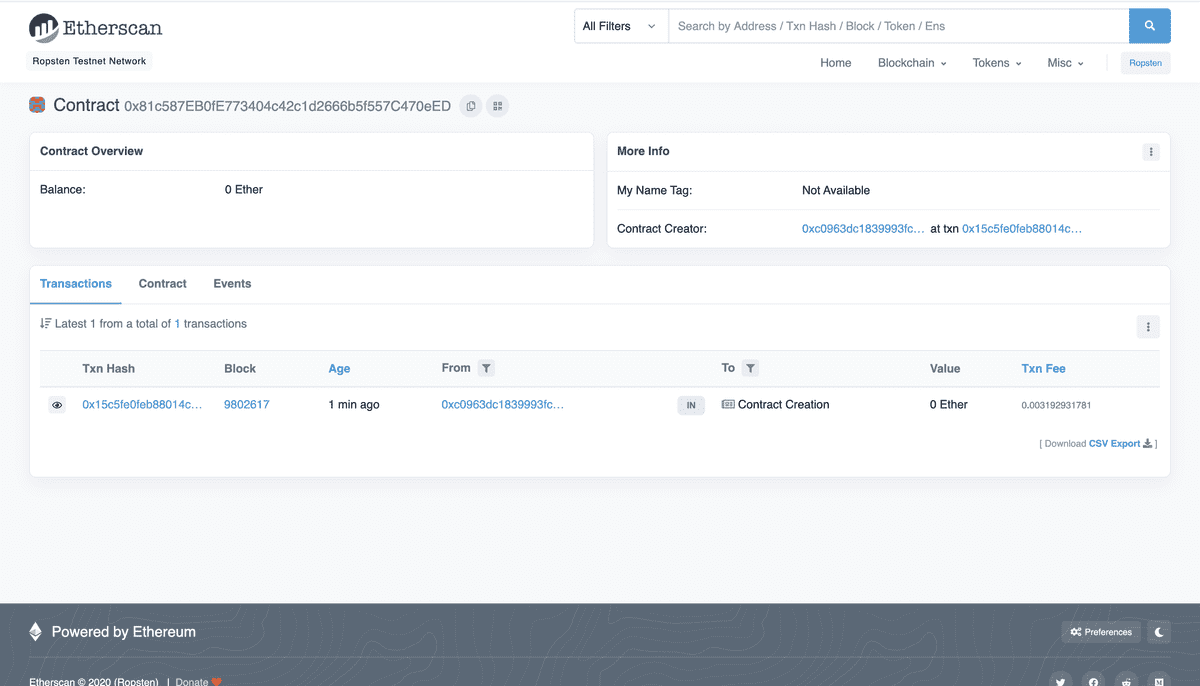 Etherscan
All Filters
Search by Address / Txn Hash / Block / Token / Ens
Ropsten Testnet Network
Home Blockchain Tokens Misc Ropsten
Contract 0x81c587EB0fE773404c42c1d2666b5f557C470eED
Contract Overview
Balance: 0 Ether
More Info
My Name Tag: Not Available
Contract Creator: 0xc0963dc1839993fc... at txn 0x15c5fe0feb88014c...
Transactions Contract Events
Latest 1 from a total of 1 transactions
Txn Hash Block Age From To Value Txn Fee
0x15c5fe0feb88014c... 9802617 1 min ago 0xc0963dc1839993fc... IN Contract Creation 0 Ether 0.003192931781
[ Download CSV Export ]
Powered by Ethereum
Preferences
Etherscan © 2020 (Ropsten) | Donate